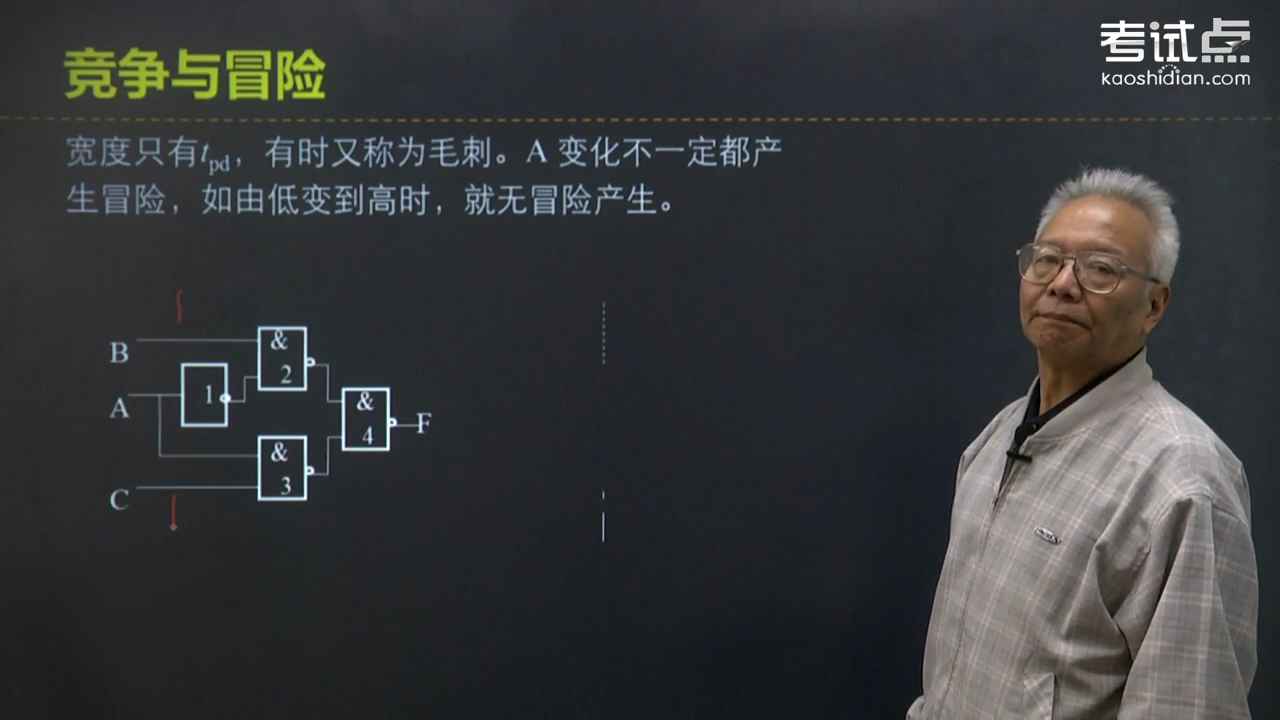 考试点
kaoshidian.com
竞争与冒险
宽度只有tpd，有时又称为毛刺。A 变化不一定都产
生冒险，如由低变到高时，就无冒险产生。
B
&
2
A
1
&
4
F
&
3
C